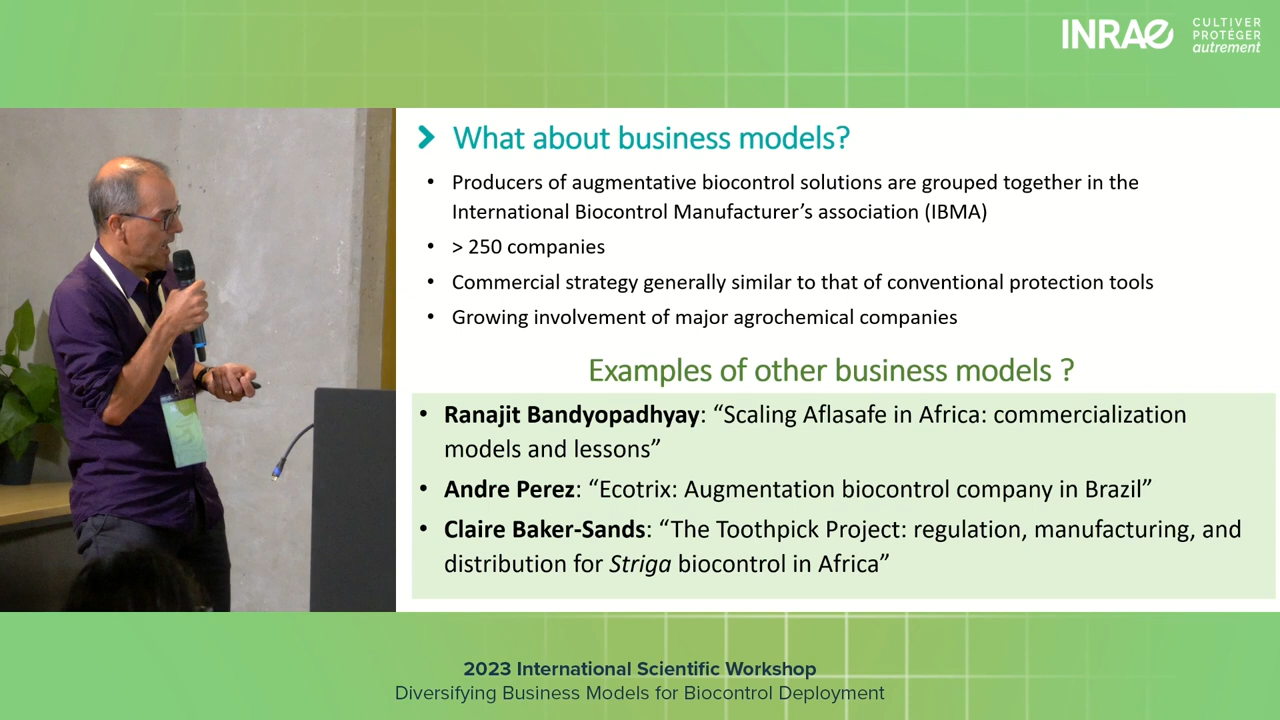 INRAE
CULTIVER
PROTÉGER
autrement
What about business models?
• Producers of augmentative biocontrol solutions are grouped together in the
International Biocontrol Manufacturer’s association (IBMA)
• > 250 companies
• Commercial strategy generally similar to that of conventional protection tools
• Growing involvement of major agrochemical companies
Examples of other business models ?
• Ranajit Bandyopadhyay: “Scaling Aflasafe in Africa: commercialization
models and lessons”
• Andre Perez: “Ecotrix: Augmentation biocontrol company in Brazil”
• Claire Baker-Sands: “The Toothpick Project: regulation, manufacturing, and
distribution for Striga biocontrol in Africa”
2023 International Scientific Workshop
Diversifying Business Models for Biocontrol Deployment